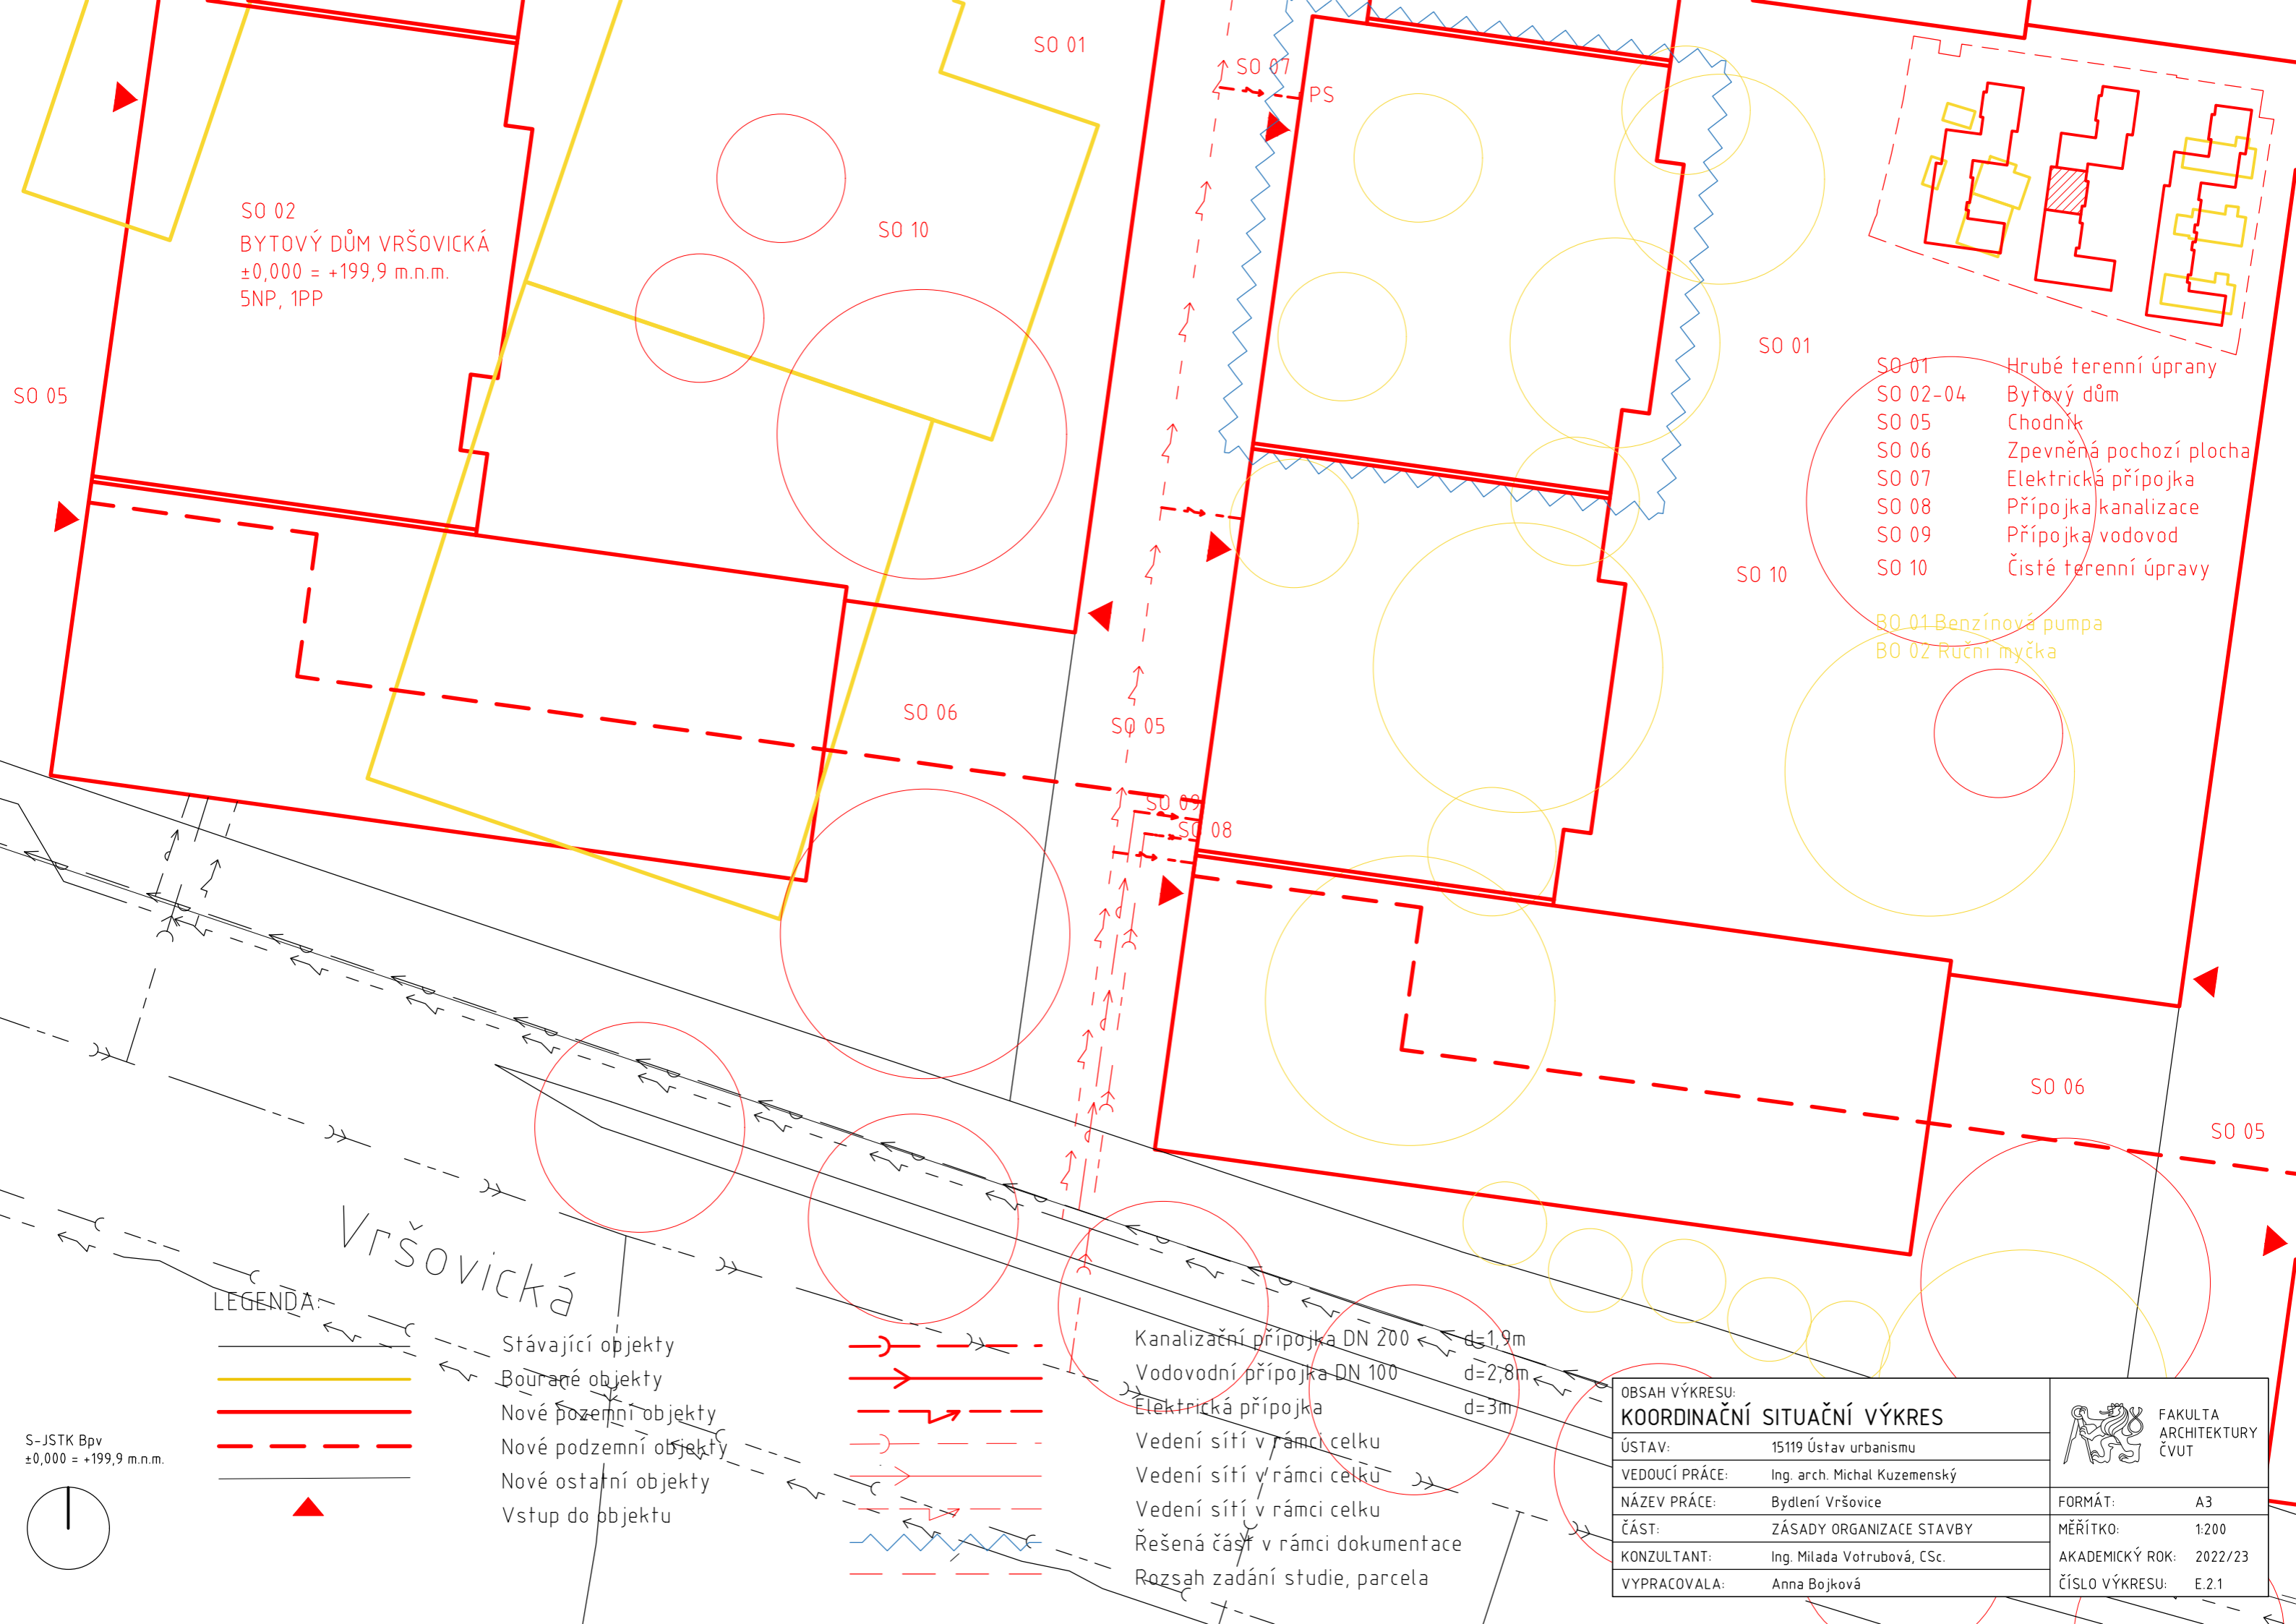 SO 01
SO 07
PS
SO 02
BYTOVÝ DŮM VRŠOVICKÁ
±0,000 = +199,9 m.n.m.
5NP, 1PP
SO 10
SO 05
SO 01
SO 01 Hrubé terenní úprany
SO 02-04 Bytový dům
SO 05 Chodník
SO 06 Zpevněná pochozí plocha
SO 07 Elektrická přípojka
SO 08 Přípojka kanalizace
SO 09 Přípojka vodovod
SO 10 Čisté terenní úpravy
SO 10
BO 01 Benzínová pumpa
BO 02 Ruční myčka
SO 06
SO 05
SO 09
SO 08
SO 06
SO 05
Vršovická
LEGENDA:
Stávající objekty
Bourané objekty
Nové pozemní objekty
Nové podzemní objekty
Nové ostatní objekty
Vstup do objektu
Kanalizační přípojka DN 200 d=1,9m
Vodovodní přípojka DN 100 d=2,8m
Elektrická přípojka d=3m
Vedení sítí v rámci celku
Vedení sítí v rámci celku
Vedení sítí v rámci celku
Řešená část v rámci dokumentace
Rozsah zadání studie, parcela
S-JSTK Bpv
±0,000 = +199,9 m.n.m.
OBSAH VÝKRESU:
KOORDINAČNÍ SITUAČNÍ VÝKRES
ÚSTAV: 15119 Ústav urbanismu
VEDOUCÍ PRÁCE: Ing. arch. Michal Kuzemenský
NÁZEV PRÁCE: Bydlení Vršovice
ČÁST: ZÁSADY ORGANIZACE STAVBY
KONZULTANT: Ing. Milada Votrubová, CSc.
VYPRACOVALA: Anna Bojková
FAKULTA
ARCHITEKTURY
ČVUT
FORMÁT: A3
MĚŘÍTKO: 1:200
AKADEMICKÝ ROK: 2022/23
ČÍSLO VÝKRESU: E.2.1